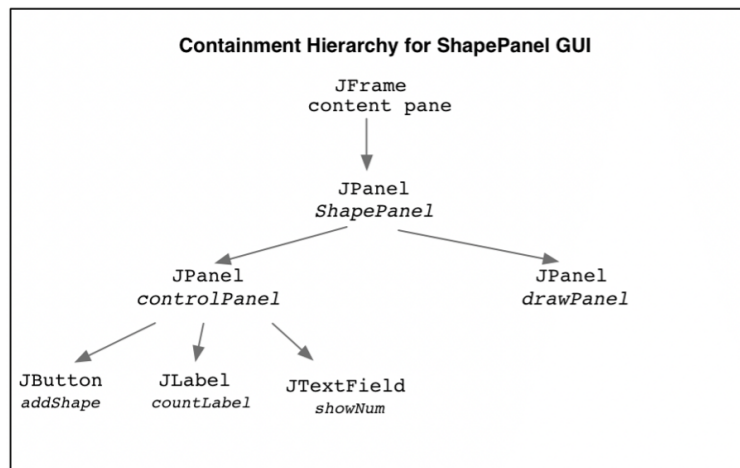 Containment Hierarchy for ShapePanel GUI
JFrame
content pane
JPanel
ShapePanel
JPanel
controlPanel
JPanel
drawPanel
JButton
addShape
JLabel
countLabel
JTextField
showNum